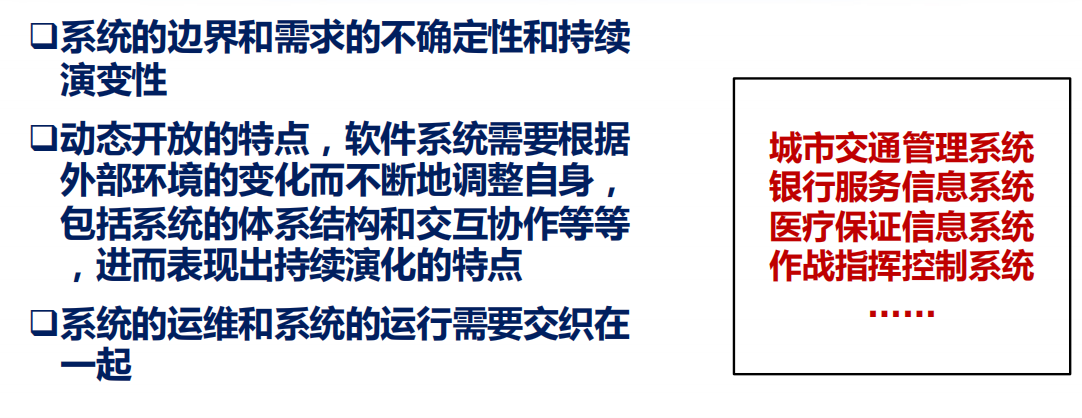 ❑系统的边界和需求的不确定性和持续
演变性
❑动态开放的特点，软件系统需要根据
外部环境的变化而不断地调整自身，
包括系统的体系结构和交互协作等等
，进而表现出持续演化的特点
❑系统的运维和系统的运行需要交织在
一起
城市交通管理系统
银行服务信息系统
医疗保证信息系统
作战指挥控制系统
……